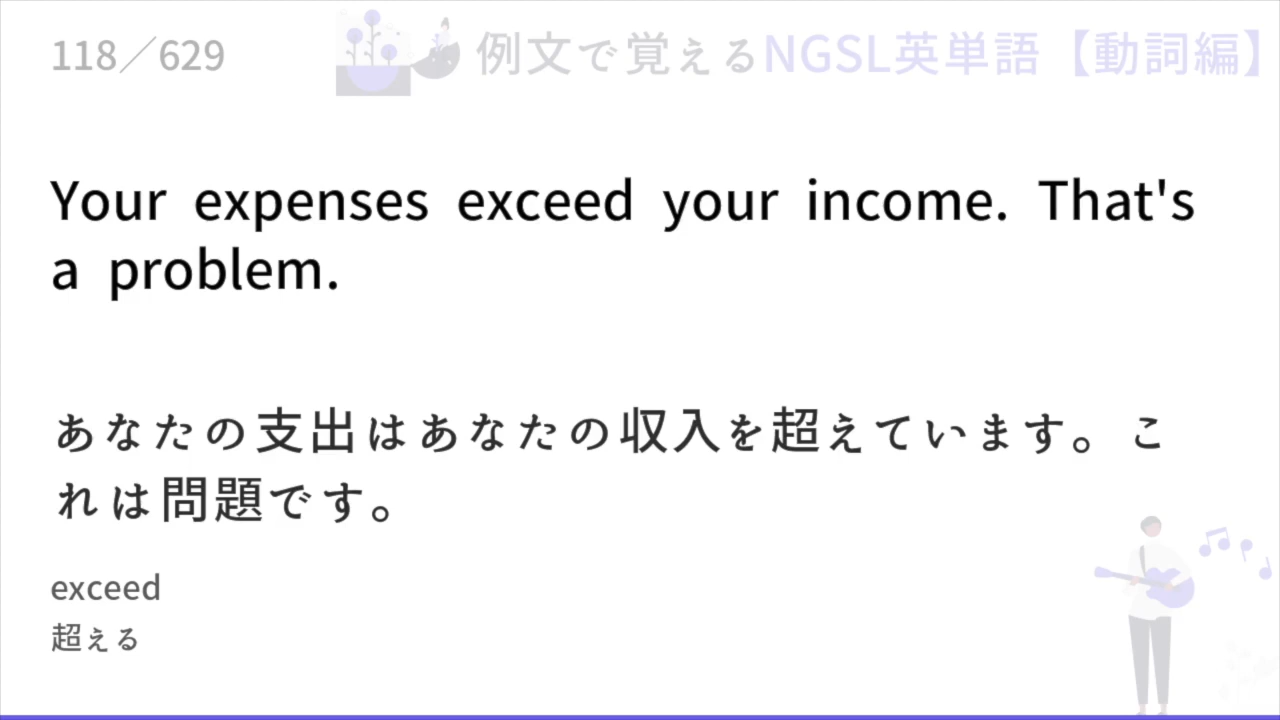 118／629
例文で覚えるNGSL英単語【動詞編】
Your expenses exceed your income. That's
a problem.
あなたの支出はあなたの収入を超えています。こ
れは問題です。
exceed
超える